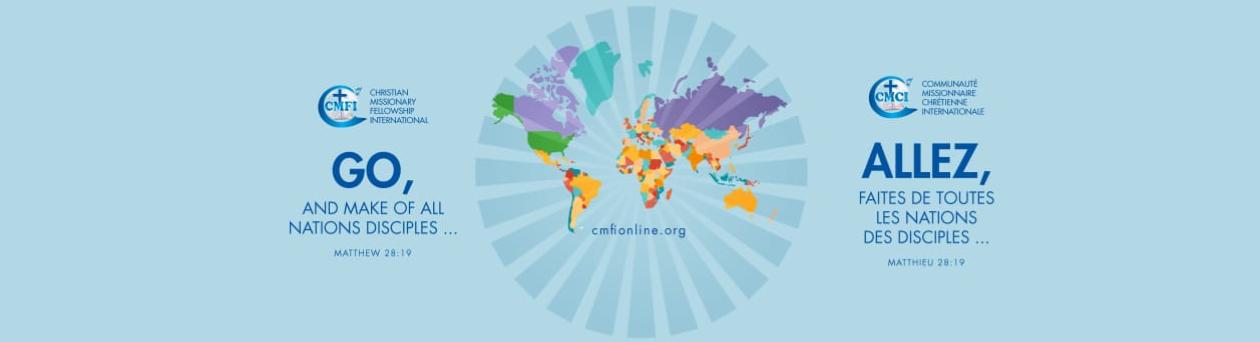 CMFI
CHRISTIAN
MISSIONARY
FELLOWSHIP
INTERNATIONAL
GO,
AND MAKE OF ALL
NATIONS DISCIPLES ...
MATTHEW 28:19
cmfionline.org
CMCI
COMMUNAUTÉ
MISSIONNAIRE
CHRÉTIENNE
INTERNATIONALE
ALLEZ,
FAITES DE TOUTES
LES NATIONS
DES DISCIPLES ...
MATTHIEU 28:19